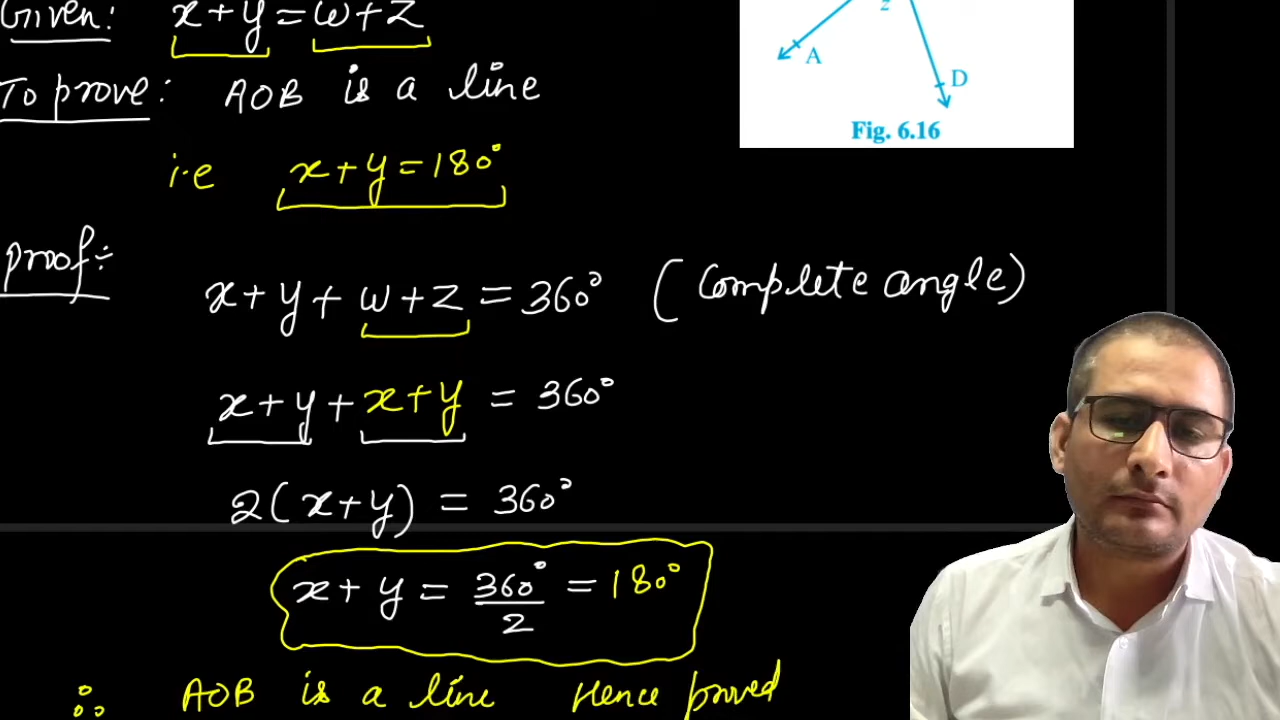 Given: x+y=w+z
z
A
To prove: AOB is a line
D
Fig. 6.16
i.e x+y=180°
proof:-
x+y+w+z=360° (complete angle)
x+y+x+y = 360°
2(x+y) = 360°
x+y = 360°/2 = 180°
∴ AOB is a line Hence proved